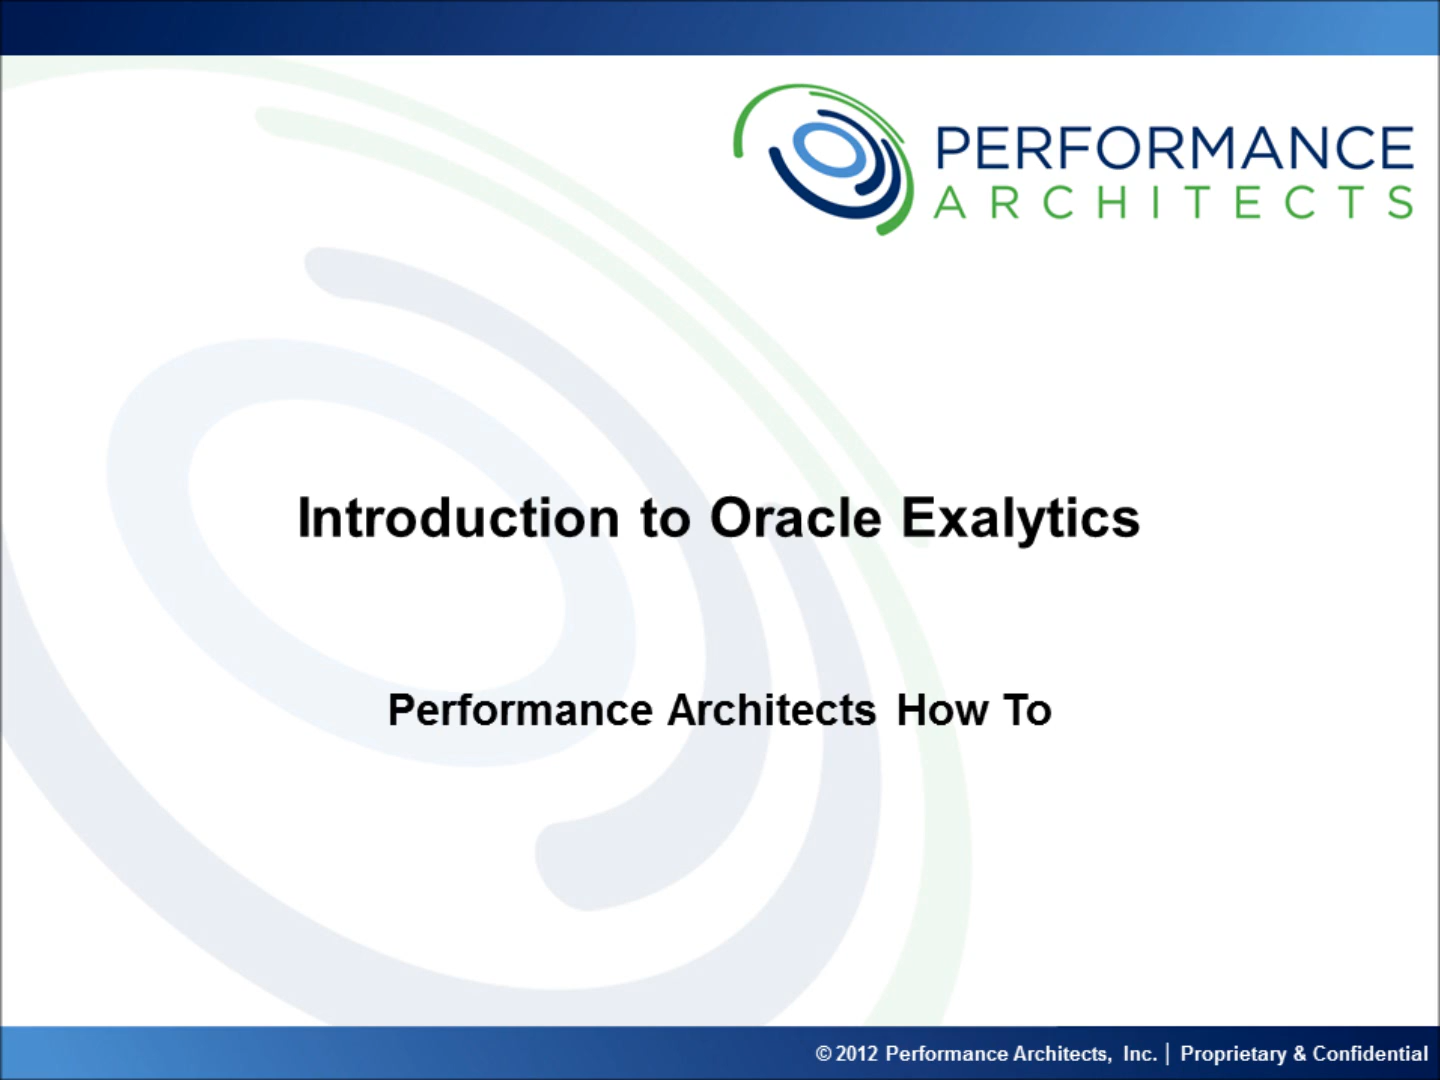 PERFORMANCE
ARCHITECTS
Introduction to Oracle Exalytics
Performance Architects How To
© 2012 Performance Architects, Inc. | Proprietary & Confidential